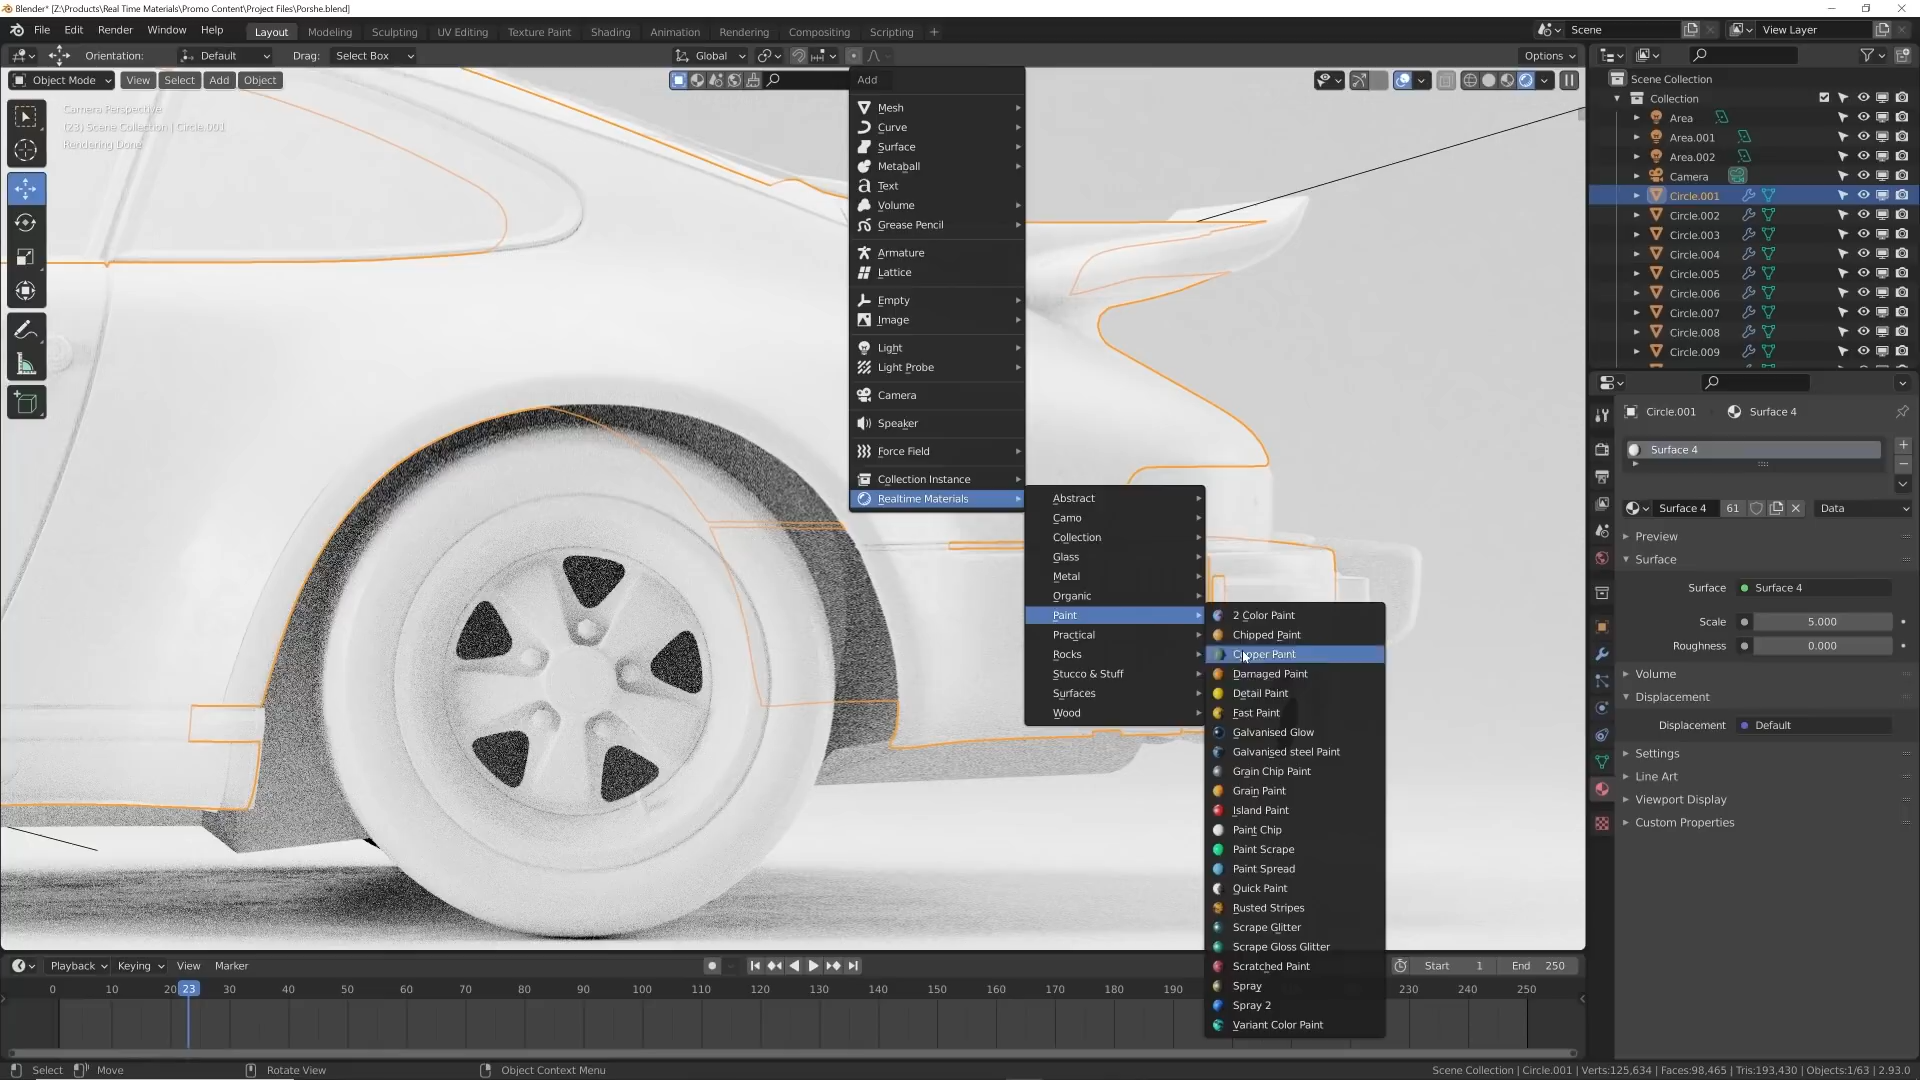 Blender* [Z:\Products\Real Time Materials\Promo Content\Project Files\Porshe.blend]
File Edit Render Window Help Layout Modeling Sculpting UV Editing Texture Paint Shading Animation Rendering Compositing Scripting + Scene View Layer
Orientation: Default Drag: Select Box Global Options
Object Mode View Select Add Object
Camera Perspective
(23) Scene Collection | Circle.001
Rendering Done
Add
Mesh
Curve
Surface
Metaball
Text
Volume
Grease Pencil
Armature
Lattice
Empty
Image
Light
Light Probe
Camera
Speaker
Force Field
Collection Instance
Realtime Materials
Abstract
Camo
Collection
Glass
Metal
Organic
Paint
Practical
Rocks
Stucco & Stuff
Surfaces
Wood
2 Color Paint
Chipped Paint
Copper Paint
Damaged Paint
Detail Paint
Fast Paint
Galvanised Glow
Galvanised steel Paint
Grain Chip Paint
Grain Paint
Island Paint
Paint Chip
Paint Scrape
Paint Spread
Quick Paint
Rusted Stripes
Scrape Glitter
Scrape Gloss Glitter
Scratched Paint
Spray
Spray 2
Variant Color Paint
Scene Collection
Collection
Area
Area.001
Area.002
Camera
Circle.001
Circle.002
Circle.003
Circle.004
Circle.005
Circle.006
Circle.007
Circle.008
Circle.009
Circle.001 Surface 4
Surface 4
Surface 4 61 Data
Preview
Surface
Surface Surface 4
Scale 5.000
Roughness 0.000
Volume
Displacement
Displacement Default
Settings
Line Art
Viewport Display
Custom Properties
Playback Keying View Marker Start 1 End 250
0 10 20 23 30 40 50 60 70 80 90 100 110 120 130 140 150 160 170 180 190 230 240 250
Select Move Rotate View Object Context Menu Scene Collection | Circle.001 | Verts:125,634 | Faces:98,465 | Tris:193,430 | Objects:1/63 | 2.93.0